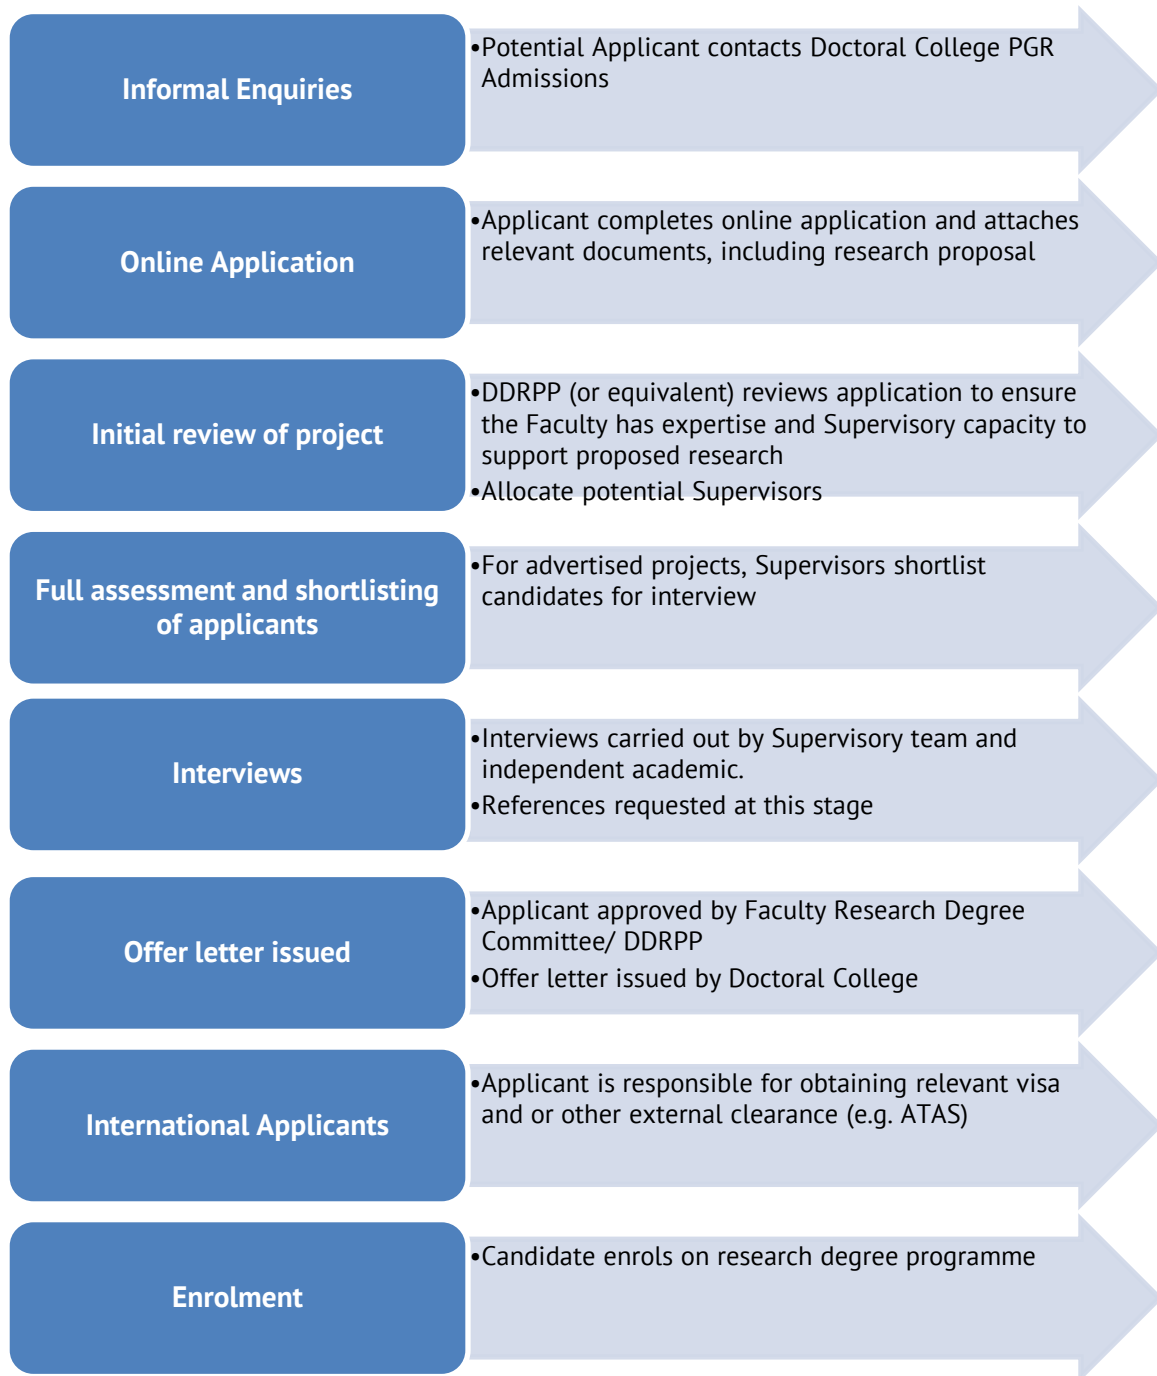 Informal Enquiries
•Potential Applicant contacts Doctoral College PGR
Admissions
Online Application
•Applicant completes online application and attaches
relevant documents, including research proposal
Initial review of project
•DDRPP (or equivalent) reviews application to ensure
the Faculty has expertise and Supervisory capacity to
support proposed research
•Allocate potential Supervisors
Full assessment and shortlisting
of applicants
•For advertised projects, Supervisors shortlist
candidates for interview
Interviews
•Interviews carried out by Supervisory team and
independent academic.
•References requested at this stage
Offer letter issued
•Applicant approved by Faculty Research Degree
Committee/ DDRPP
•Offer letter issued by Doctoral College
International Applicants
•Applicant is responsible for obtaining relevant visa
and or other external clearance (e.g. ATAS)
Enrolment
•Candidate enrols on research degree programme